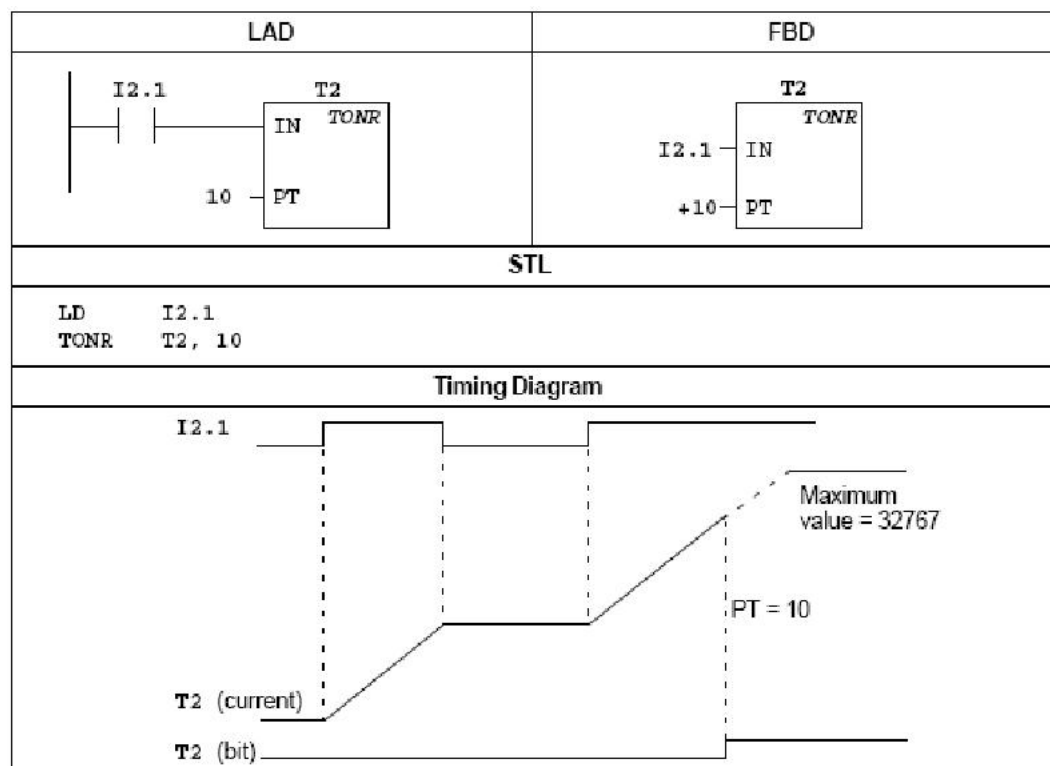 LAD
FBD
I2.1
T2
TONR
IN
10
PT
T2
TONR
I2.1
IN
+10
PT
STL
LD I2.1
TONR T2, 10
Timing Diagram
I2.1
Maximum
value = 32767
PT = 10
T2 (current)
T2 (bit)